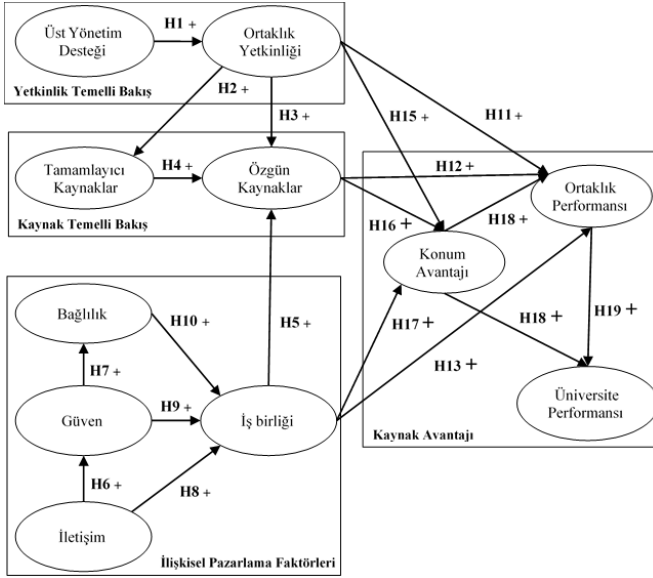 Üst Yönetim
Desteği
H1 +
Ortaklık
Yetkinliği
Yetkinlik Temelli Bakış
H2 +
H3 +
H15 +
H11 +
Tamamlayıcı
Kaynaklar
H4 +
Özgün
Kaynaklar
Kaynak Temelli Bakış
H12 +
H16 +
H18 +
Ortaklık
Performansı
Konum
Avantajı
H5 +
H17 +
H13 +
H18 +
H19 +
Üniversite
Performansı
Kaynak Avantajı
Bağlılık
H10 +
H7 +
Güven
H9 +
İş birliği
H6 +
H8 +
İletişim
İlişkisel Pazarlama Faktörleri